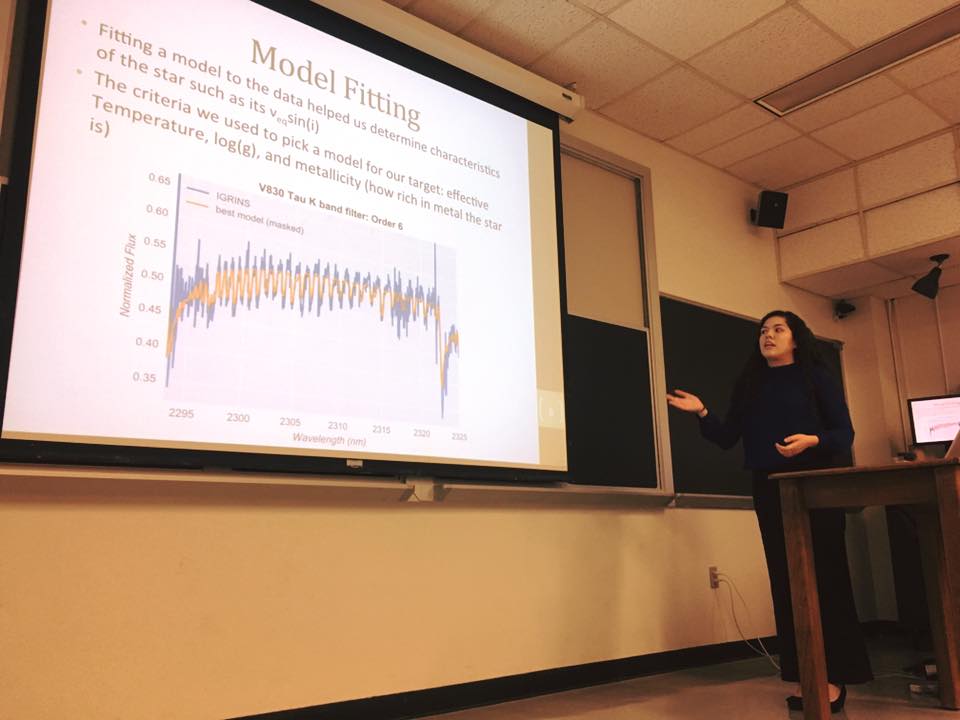 Model Fitting
• Fitting a model to the data helped us determine characteristics
of the star such as its veqsin(i)
• The criteria we used to pick a model for our target: effective
Temperature, log(g), and metallicity (how rich in metal the star
is)
V830 Tau K band filter: Order 6
IGRINS
best model (masked)
Normalized Flux
0.65
0.60
0.55
0.50
0.45
0.40
0.35
2295 2300 2305 2310 2315 2320 2325
Wavelength (nm)